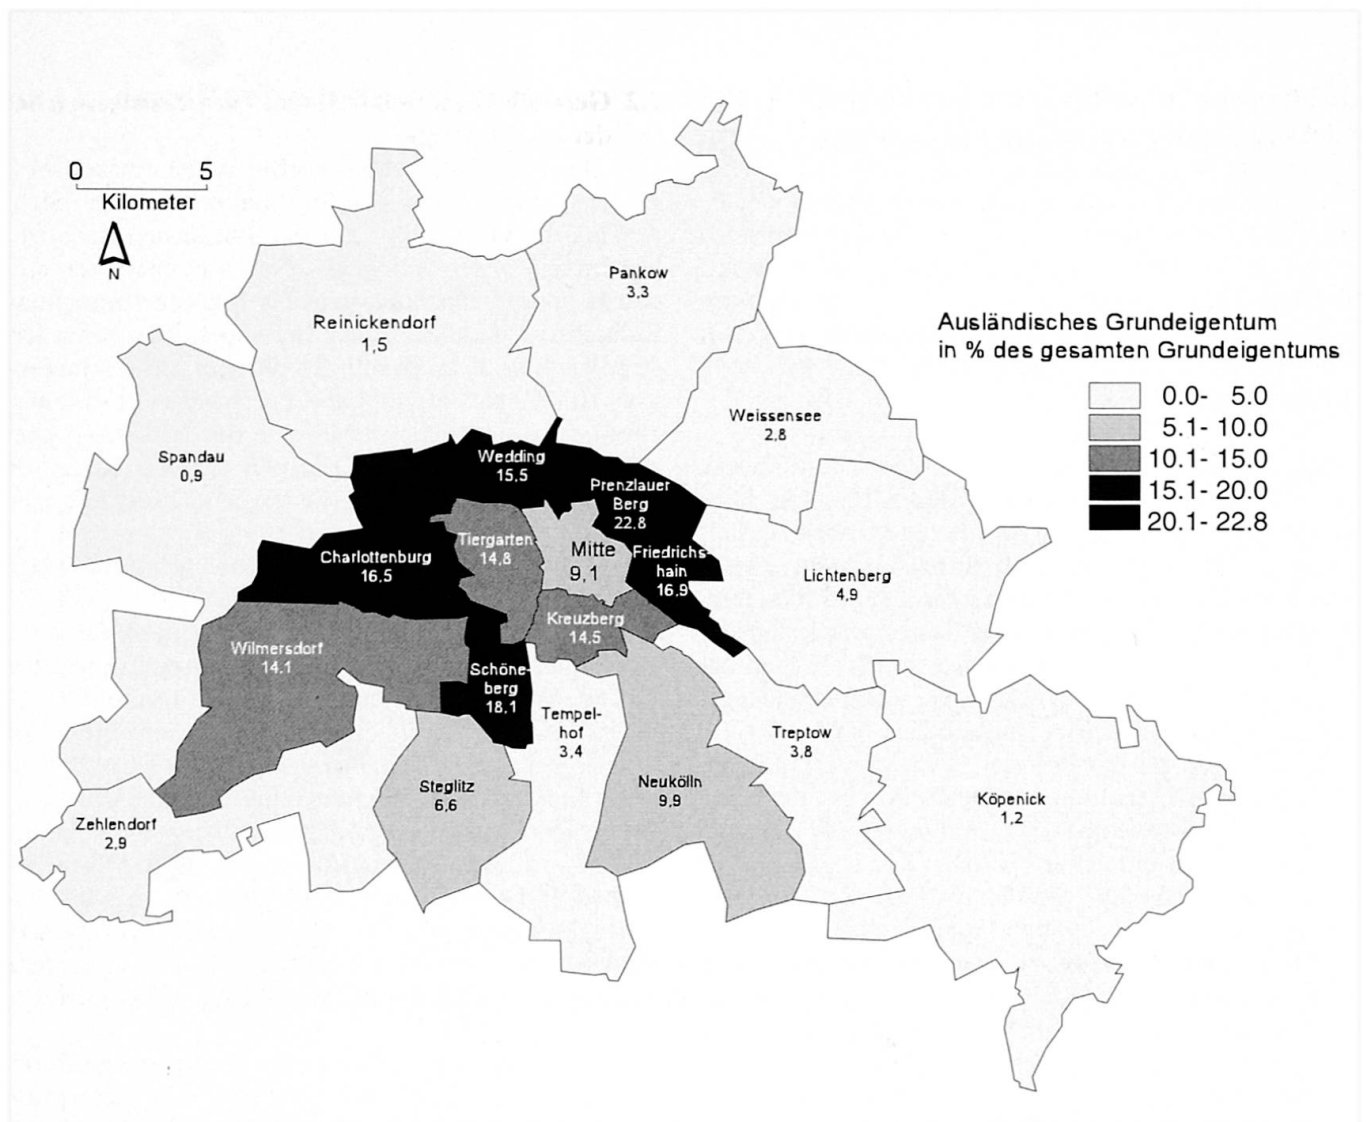 0 5
Kilometer
N
Pankow
3,3
Reinickendorf
1,5
Ausländisches Grundeigentum
in % des gesamten Grundeigentums
0.0- 5.0
5.1- 10.0
10.1- 15.0
15.1- 20.0
20.1- 22.8
Weissensee
2,8
Spandau
0,9
Wedding
15,5
Prenzlauer
Berg
22,8
Tiergarten
14,8
Mitte
9,1
Friedrichs-
hain
16,9
Charlottenburg
16,5
Lichtenberg
4,9
Kreuzberg
14,5
Wilmersdorf
14,1
Schöne-
berg
18,1
Tempel-
hof
3,4
Treptow
3,8
Steglitz
6,6
Neukölln
9,9
Köpenick
1,2
Zehlendorf
2,9